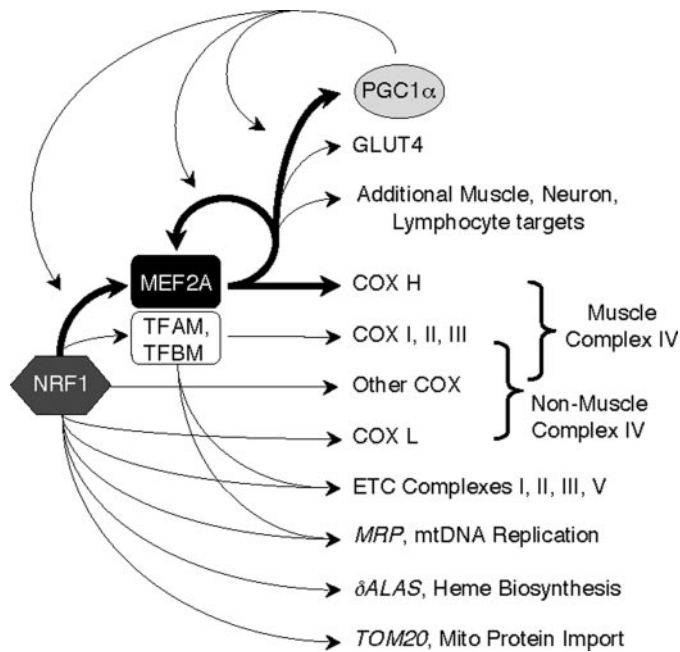 PGC1α
GLUT4
Additional Muscle, Neuron,
Lymphocyte targets
MEF2A
COX H
Muscle
Complex IV
TFAM,
TFBM
COX I, II, III
NRF1
Other COX
Non-Muscle
Complex IV
COX L
ETC Complexes I, II, III, V
MRP, mtDNA Replication
δALAS, Heme Biosynthesis
TOM20, Mito Protein Import